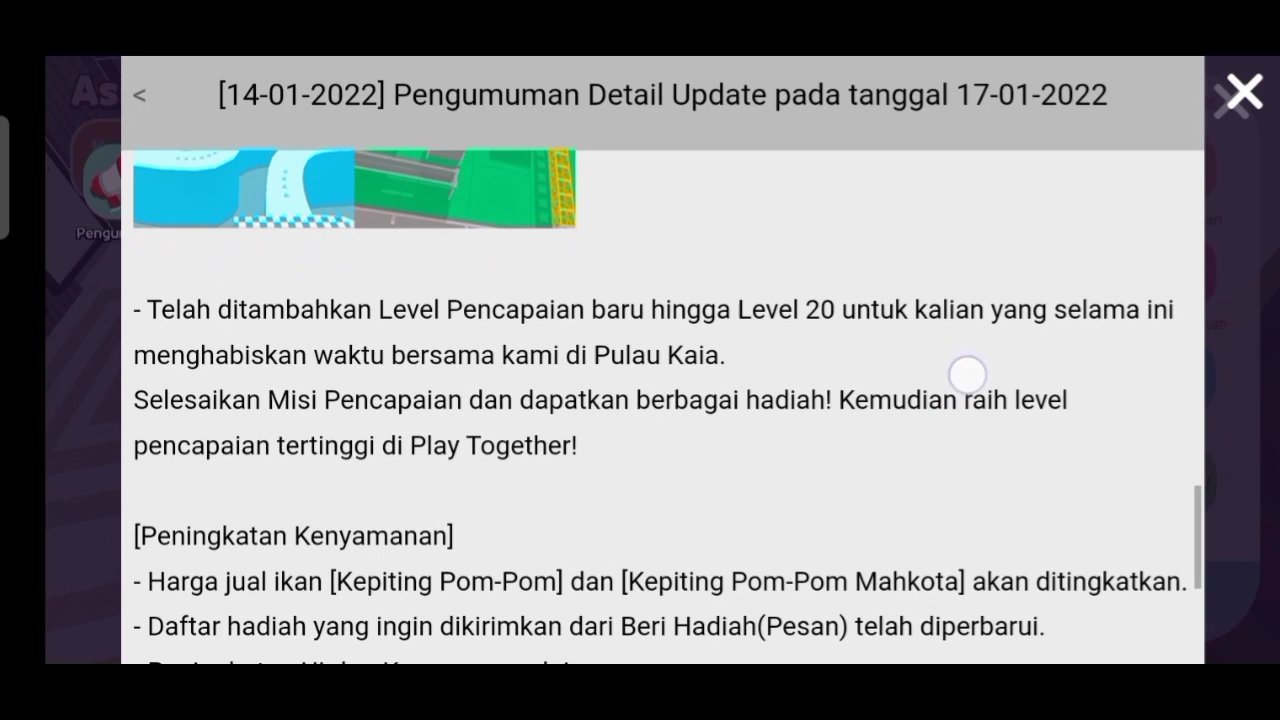 As
< [14-01-2022] Pengumuman Detail Update pada tanggal 17-01-2022
Pengu
- Telah ditambahkan Level Pencapaian baru hingga Level 20 untuk kalian yang selama ini
menghabiskan waktu bersama kami di Pulau Kaia.
Selesaikan Misi Pencapaian dan dapatkan berbagai hadiah! Kemudian raih level
pencapaian tertinggi di Play Together!
[Peningkatan Kenyamanan]
- Harga jual ikan [Kepiting Pom-Pom] dan [Kepiting Pom-Pom Mahkota] akan ditingkatkan.
- Daftar hadiah yang ingin dikirimkan dari Beri Hadiah(Pesan) telah diperbarui.